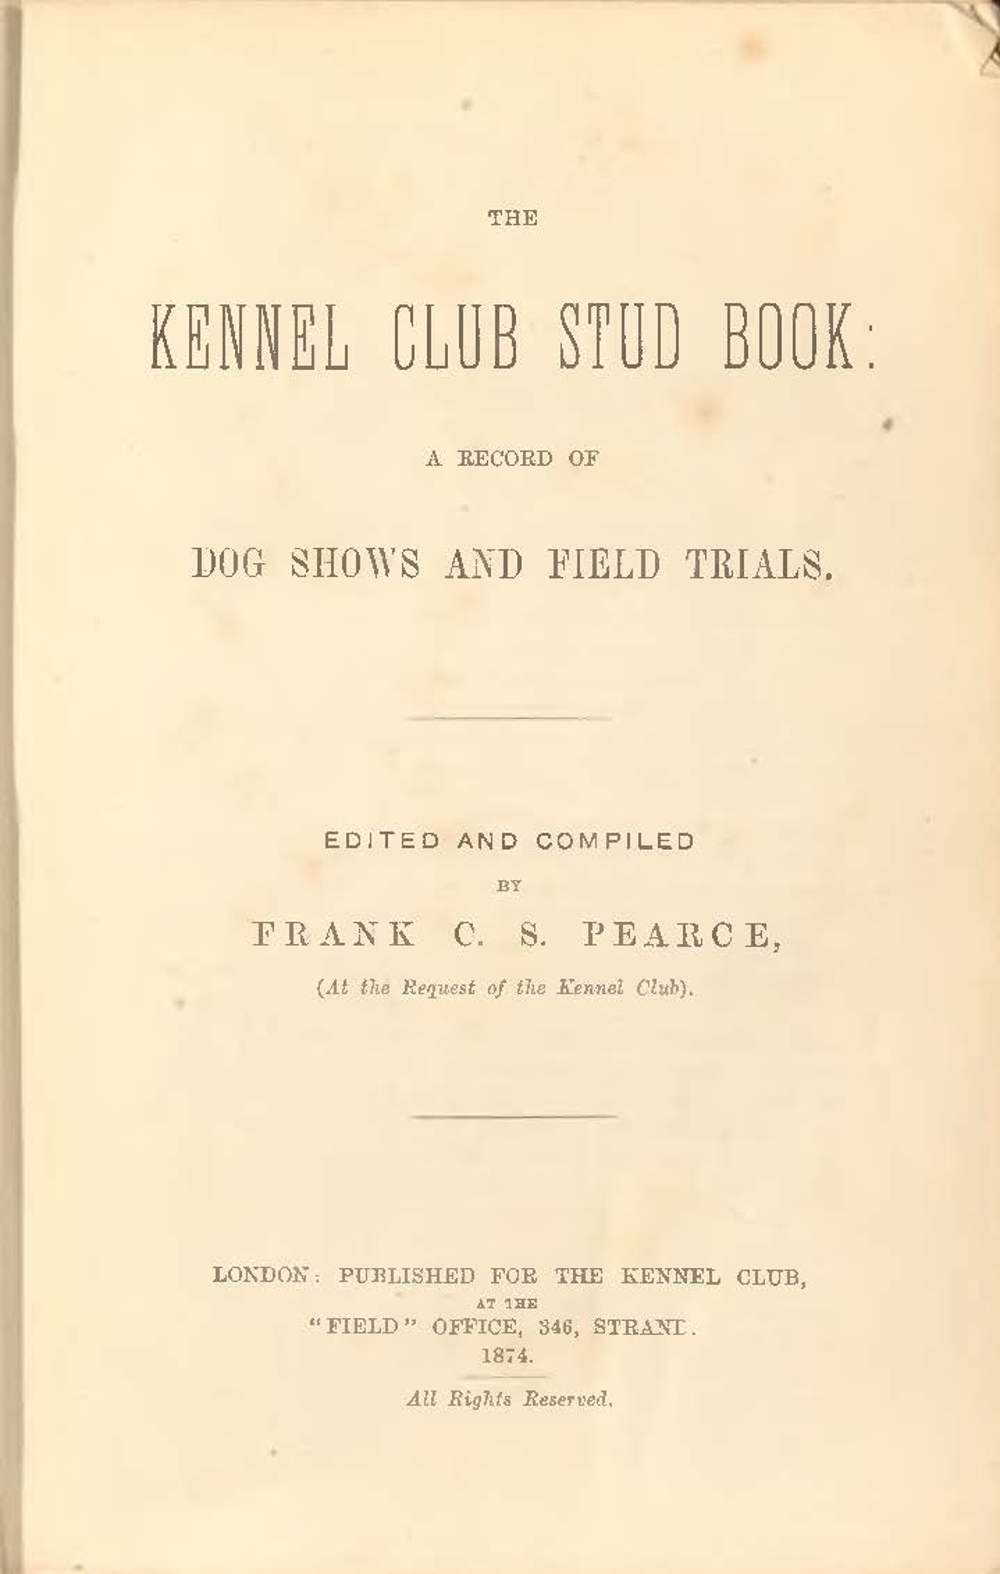 THE
KENNEL CLUB STUD BOOK:
A RECORD OF
DOG SHOWS AND FIELD TRIALS.
EDITED AND COMPILED
BY
FRANK C. S. PEARCE,
(At the Request of the Kennel Club).
LONDON: PUBLISHED FOR THE KENNEL CLUB,
AT THE
"FIELD" OFFICE, 346, STRAND.
1874.
All Rights Reserved.